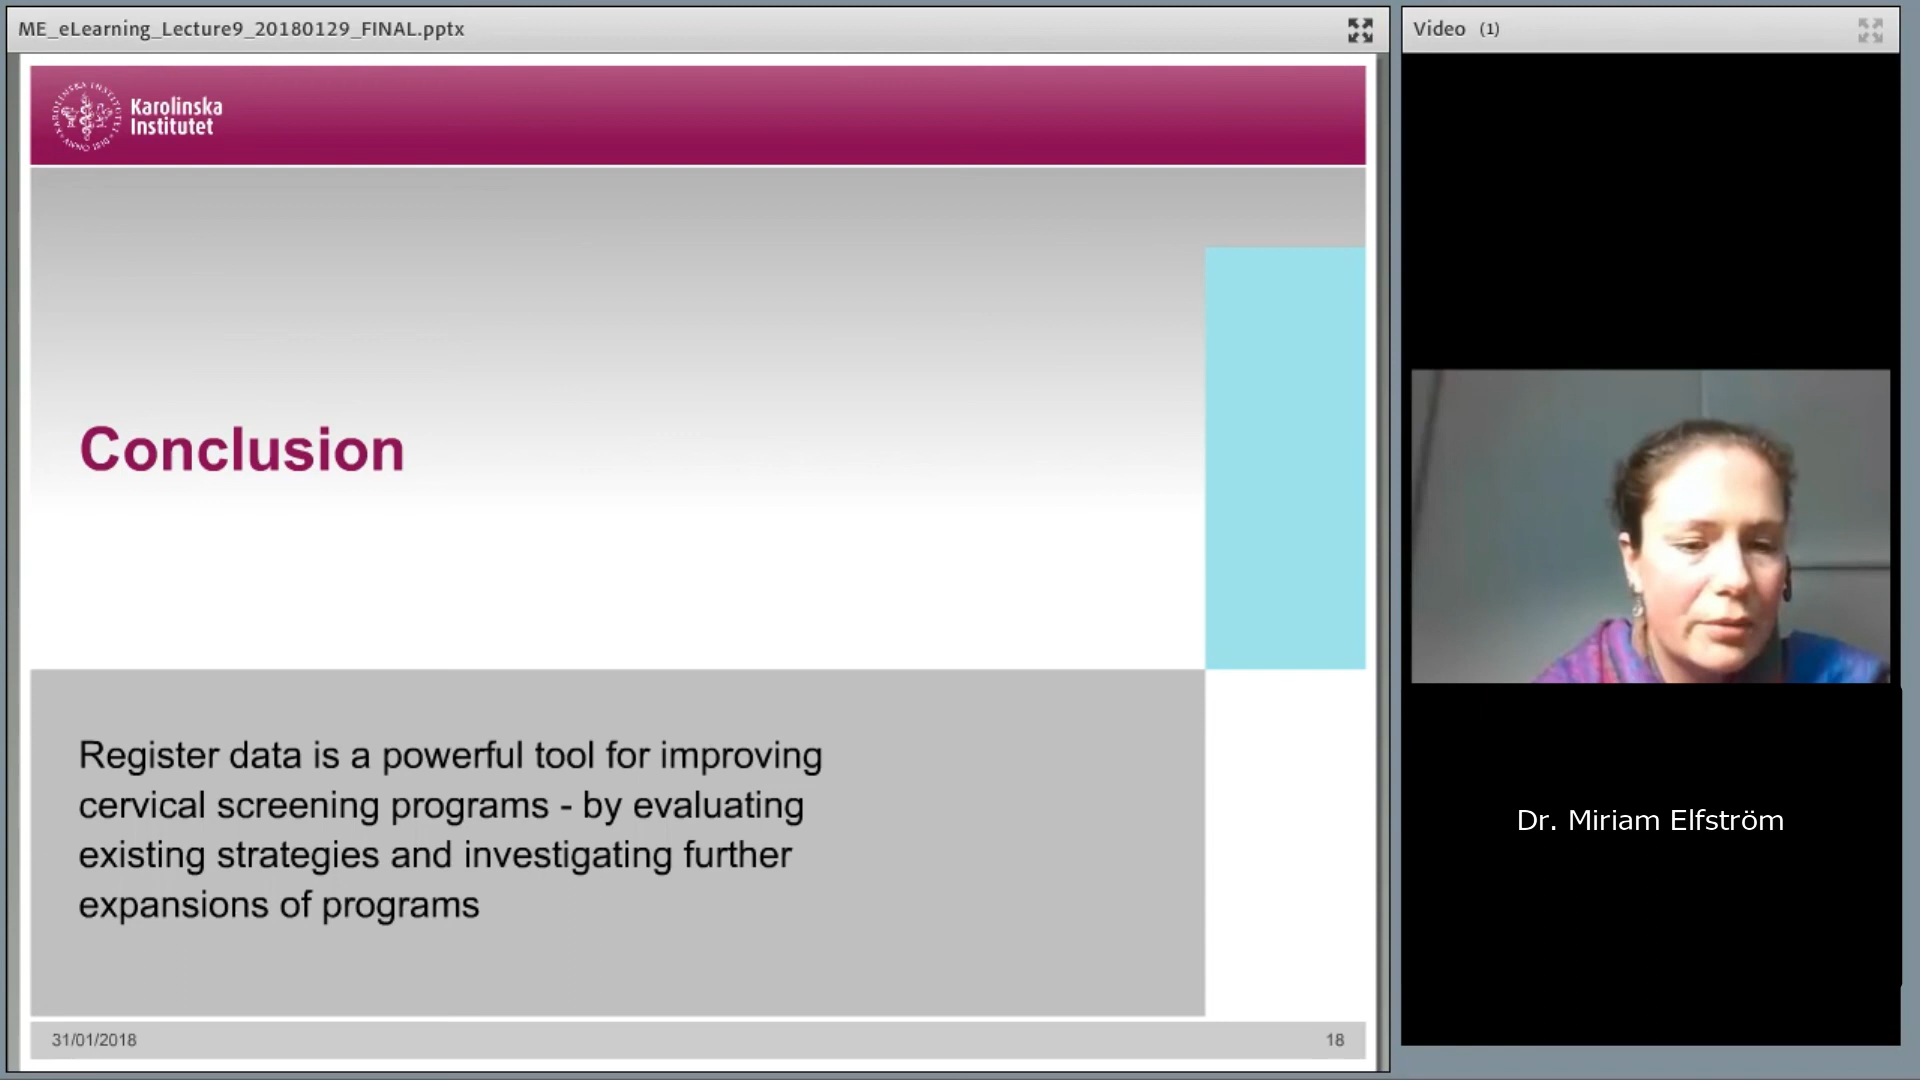 ME_eLearning_Lecture9_20180129_FINAL.pptx
Video (1)
Karolinska
Institutet
Conclusion
Register data is a powerful tool for improving
cervical screening programs - by evaluating
existing strategies and investigating further
expansions of programs
31/01/2018
18
Dr. Miriam Elfström